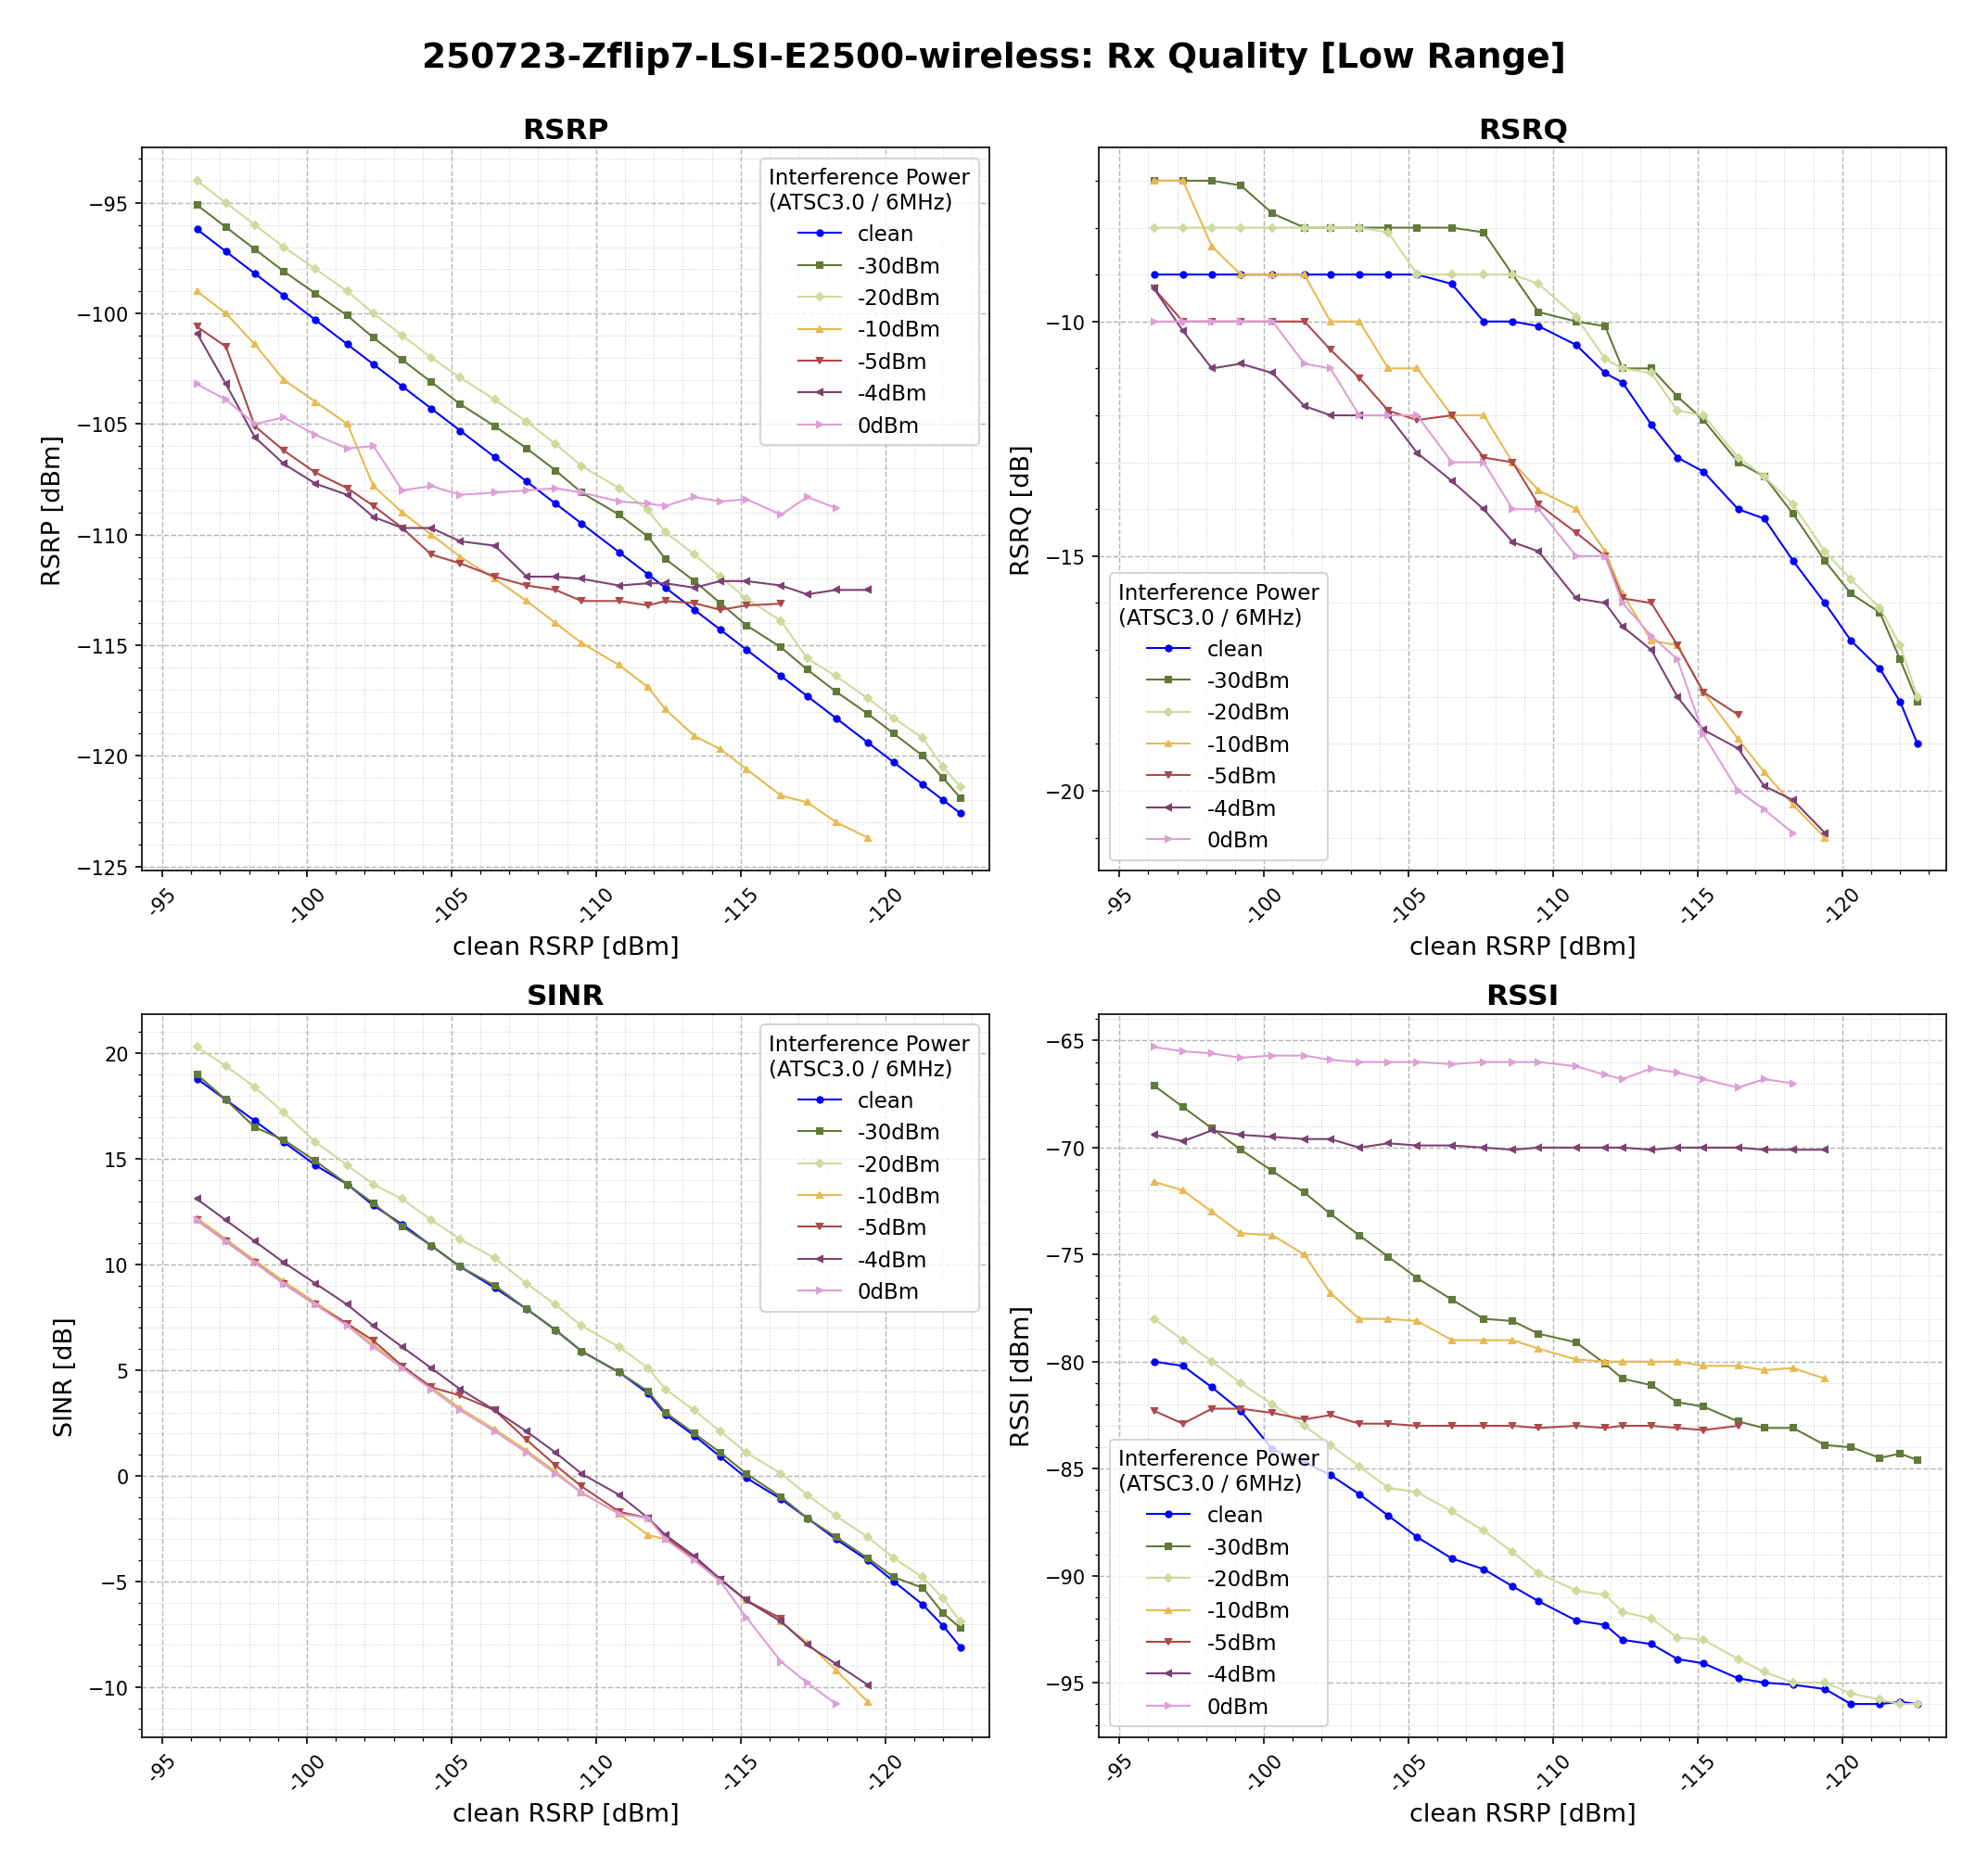 250723-Zflip7-LSI-E2500-wireless: Rx Quality [Low Range]
RSRP
RSRP [dBm]
−95
−100
−105
−110
−115
−120
−125
Interference Power
(ATSC3.0 / 6MHz)
clean
-30dBm
-20dBm
-10dBm
-5dBm
-4dBm
0dBm
-95
-100
-105
-110
-115
-120
clean RSRP [dBm]
RSRQ
RSRQ [dB]
−10
−15
−20
Interference Power
(ATSC3.0 / 6MHz)
clean
-30dBm
-20dBm
-10dBm
-5dBm
-4dBm
0dBm
-95
-100
-105
-110
-115
-120
clean RSRP [dBm]
SINR
SINR [dB]
20
15
10
5
0
−5
−10
Interference Power
(ATSC3.0 / 6MHz)
clean
-30dBm
-20dBm
-10dBm
-5dBm
-4dBm
0dBm
-95
-100
-105
-110
-115
-120
clean RSRP [dBm]
RSSI
RSSI [dBm]
−65
−70
−75
−80
−85
−90
−95
Interference Power
(ATSC3.0 / 6MHz)
clean
-30dBm
-20dBm
-10dBm
-5dBm
-4dBm
0dBm
-95
-100
-105
-110
-115
-120
clean RSRP [dBm]